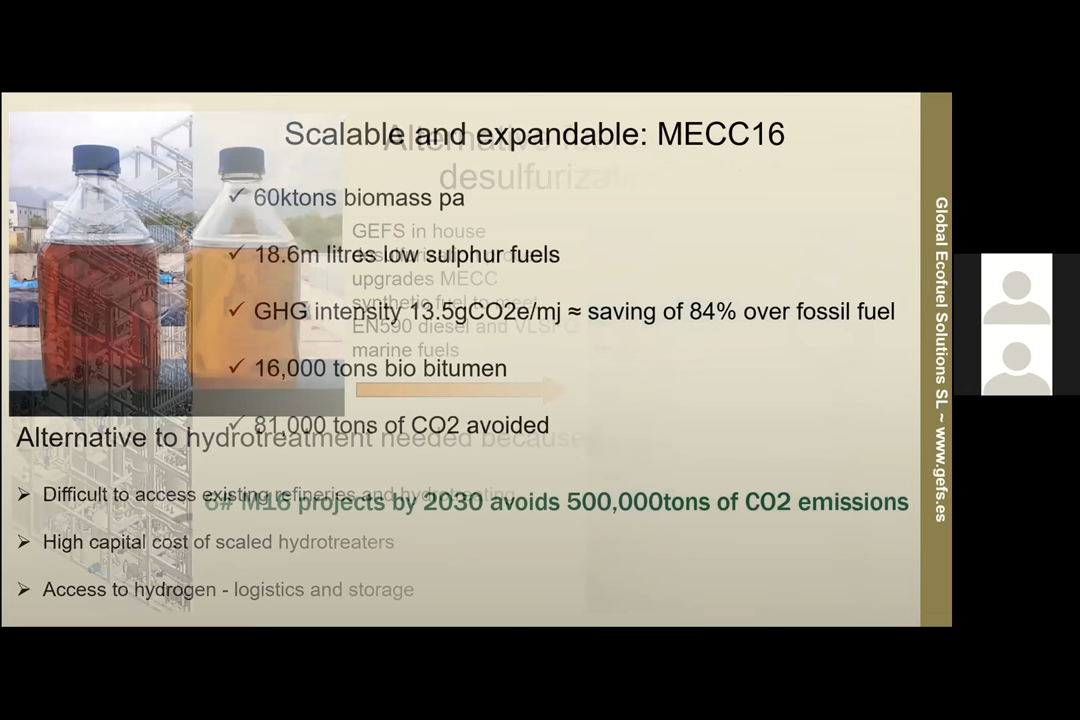 Scalable and expandable: MECC16
Alternative
desulfurization
✓ 60ktons biomass pa
✓ 18.6m litres low sulphur fuels
✓ GHG intensity 13.5gCO2e/mj ≈ saving of 84% over fossil fuel
✓ 16,000 tons bio bitumen
✓ 81,000 tons of CO2 avoided
6# M16 projects by 2030 avoids 500,000tons of CO2 emissions
GEFS in house
upgrades MECC
synthetic fuel to meet
EN590 diesel and VLSFO
marine fuels
Alternative to hydrotreatment needed because
➢ Difficult to access existing refineries and hydrotreating
➢ High capital cost of scaled hydrotreaters
➢ Access to hydrogen - logistics and storage
Global Ecofuel Solutions SL ~ www.gefs.es